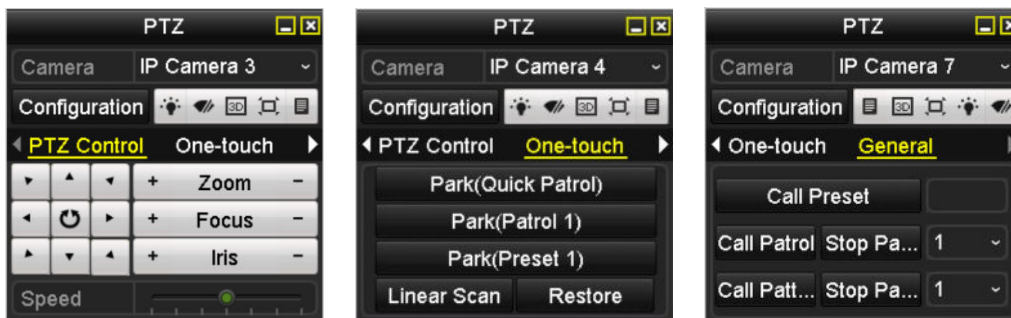 PTZ
Camera IP Camera 3
Configuration 3D
PTZ Control One-touch
+ Zoom -
+ Focus -
+ Iris -
Speed
PTZ
Camera IP Camera 4
Configuration 3D
PTZ Control One-touch
Park(Quick Patrol)
Park(Patrol 1)
Park(Preset 1)
Linear Scan Restore
PTZ
Camera IP Camera 7
Configuration 3D
One-touch General
Call Preset
Call Patrol Stop Pa... 1
Call Patt... Stop Pa... 1